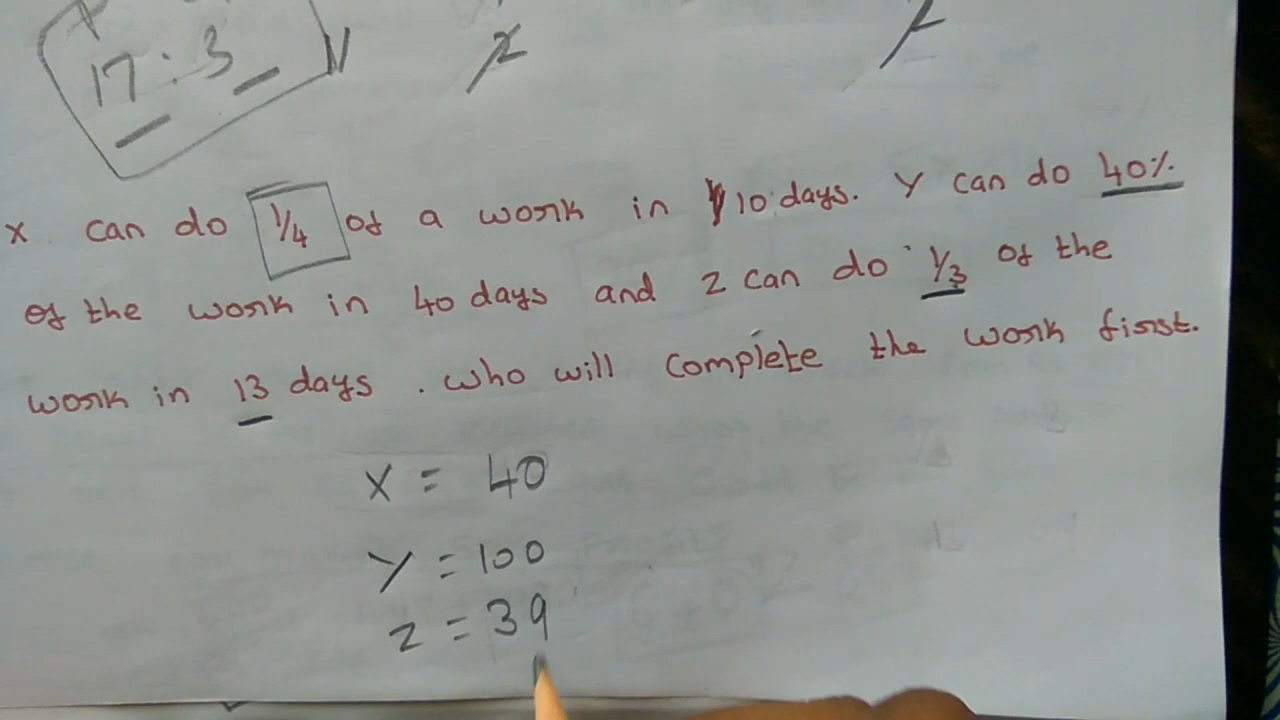 17:3
x
x can do 1/4 of a work in 10 days. Y can do 40%
of the work in 40 days and z can do 1/3 of the
work in 13 days . who will complete the work first.
x = 40
y = 100
z = 39